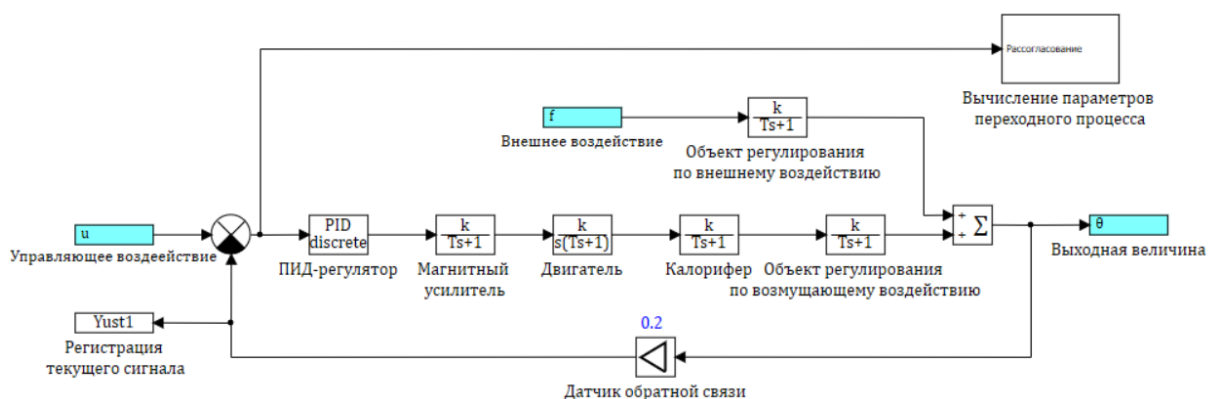 Рассогласование
Вычисление параметров
переходного процесса
f
Внешнее воздействие
k
Ts+1
Объект регулирования
по внешнему воздействию
+
+
Σ
u
Управляющее воздеействие
PID
discrete
ПИД-регулятор
k
Ts+1
Магнитный
усилитель
k
s(Ts+1)
Двигатель
k
Ts+1
Калорифер
k
Ts+1
Объект регулирования
по возмущающему воздействию
θ
Выходная величина
Yust1
Регистрация
текущего сигнала
0.2
Датчик обратной связи